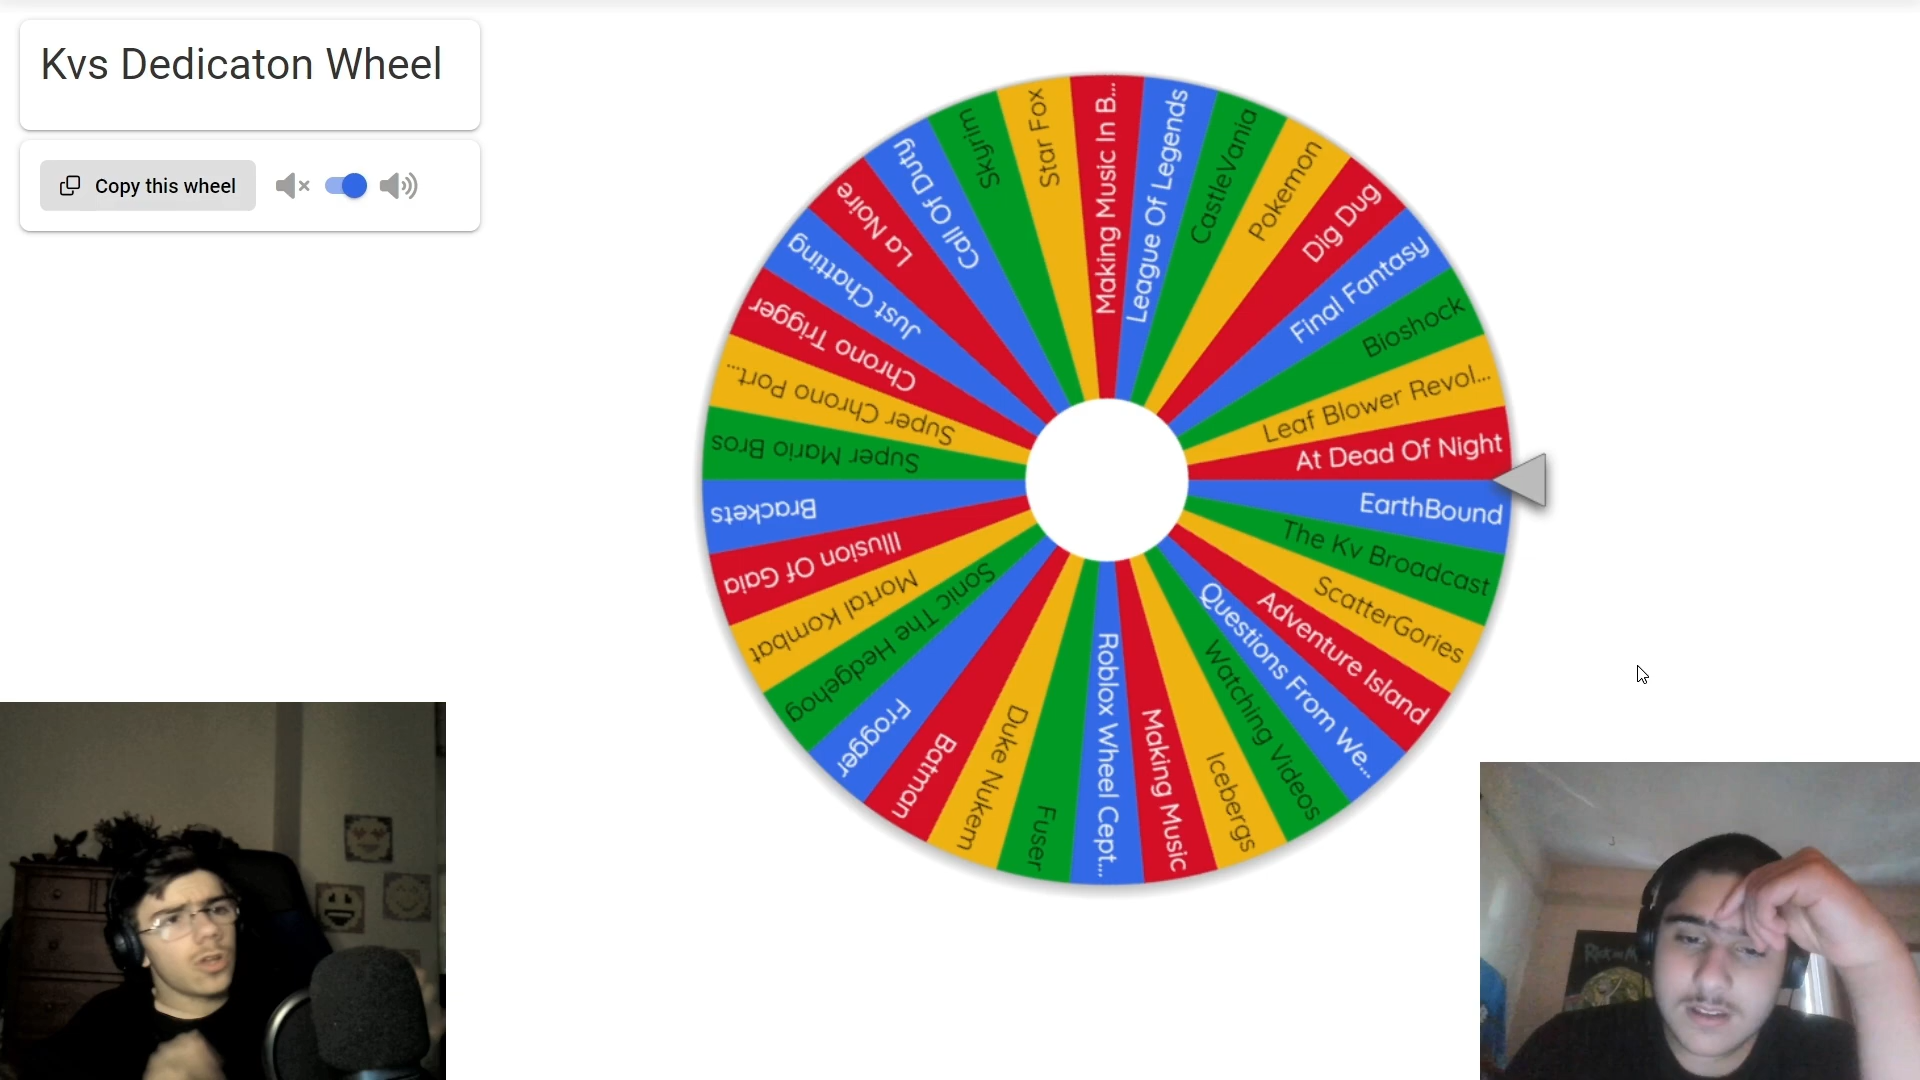 Kvs Dedicaton Wheel
Copy this wheel
Making Music In B...
League Of Legends
CastleVania
Pokemon
Dig Dug
Final Fantasy
Bioshock
Leaf Blower Revol...
At Dead Of Night
EarthBound
The Kv Broadcast
ScatterGories
Adventure Island
Questions From We...
Watching Videos
Icebergs
Making Music
Roblox Wheel Cept...
Fuser
Duke Nukem
Batman
Frogger
Sonic The Hedgehog
Mortal Kombat
Illusion Of Gaia
Brackets
Super Mario Bros
Super Chrono Port...
Chrono Trigger
Just Chatting
La Noire
Call Of Duty
Skyrim
Star Fox